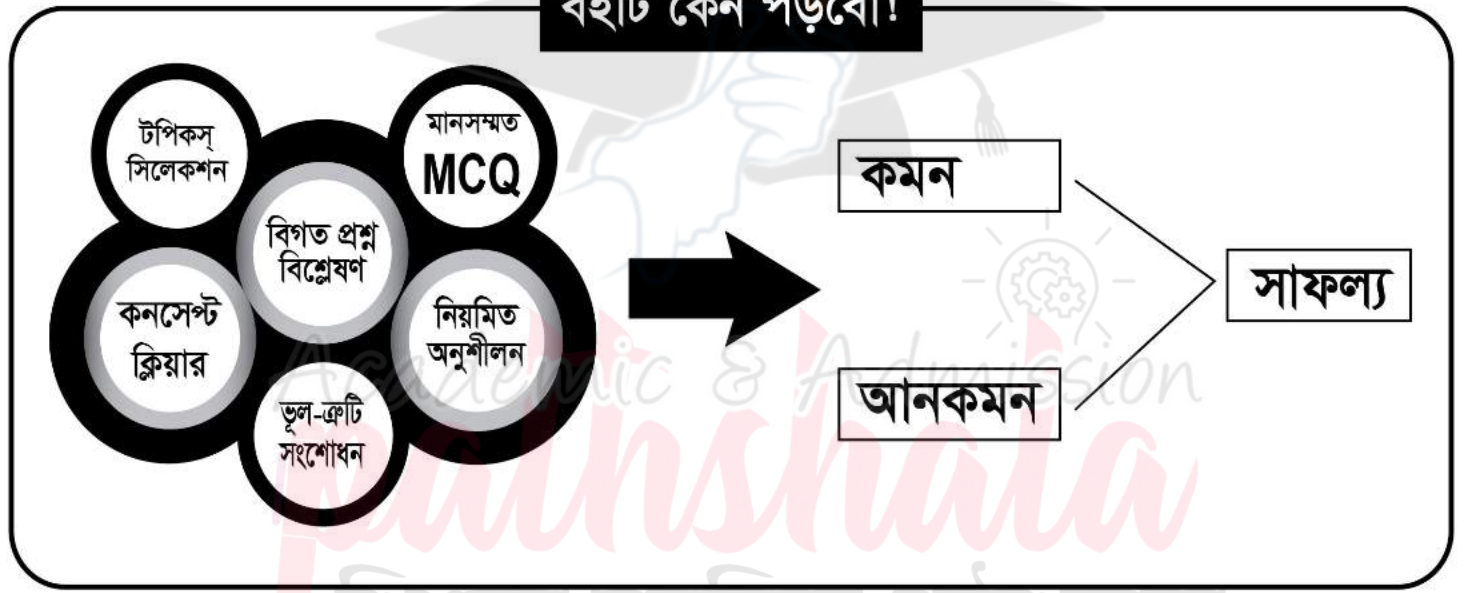 বইটি কেন পড়বো!
টপিকস্
সিলেকশন
মানসম্মত
MCQ
বিগত প্রশ্ন
বিশ্লেষণ
কনসেপ্ট
ক্লিয়ার
নিয়মিত
অনুশীলন
ভূল-ত্রুটি
সংশোধন
কমন
আনকমন
সাফল্য
Academic & Admission
pathshala